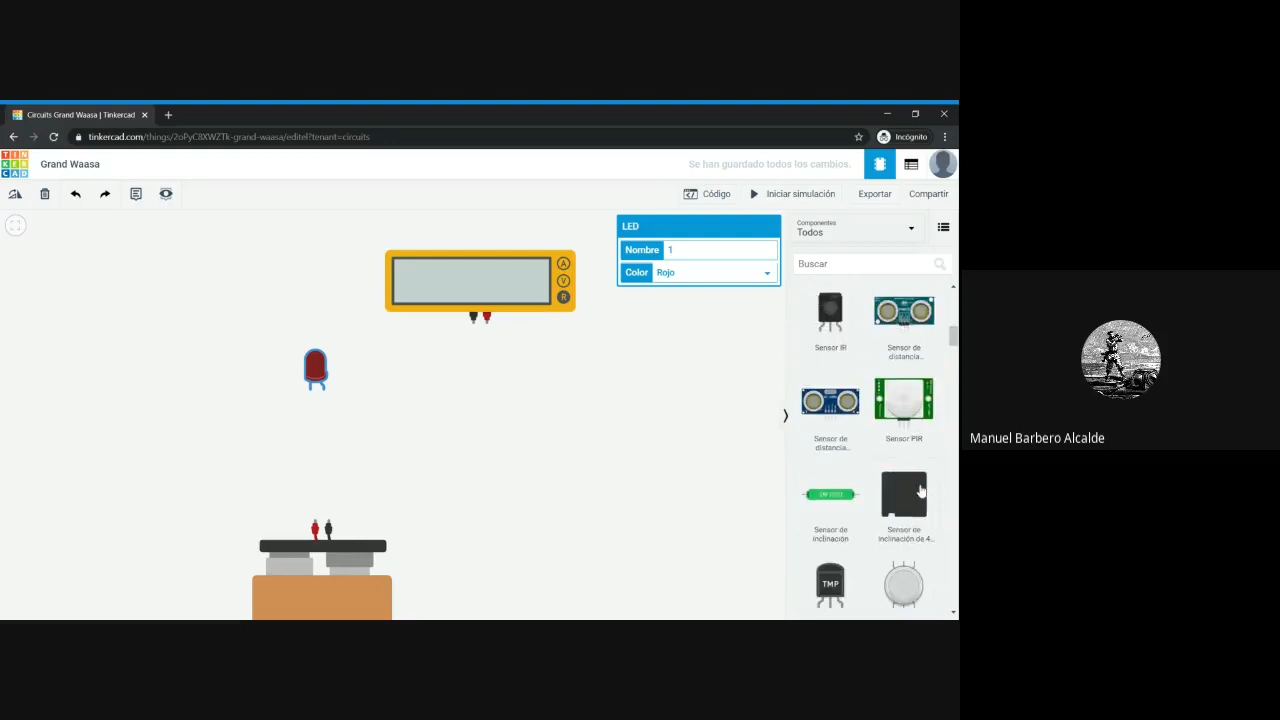 Circuits Grand Waasa | Tinkercad
tinkercad.com/things/2oPyC8XWZTk-grand-waasa/editel?tenant=circuits
Incógnito
TIN
KER
CAD
Grand Waasa
Se han guardado todos los cambios.
Código
Iniciar simulación
Exportar
Compartir
LED
Nombre 1
Color Rojo
A
V
R
Componentes
Todos
Buscar
Sensor IR
Sensor de
distancia...
Sensor de
distancia...
Sensor PIR
Sensor de
inclinación
Sensor de
inclinación de 4...
TMP
Manuel Barbero Alcalde